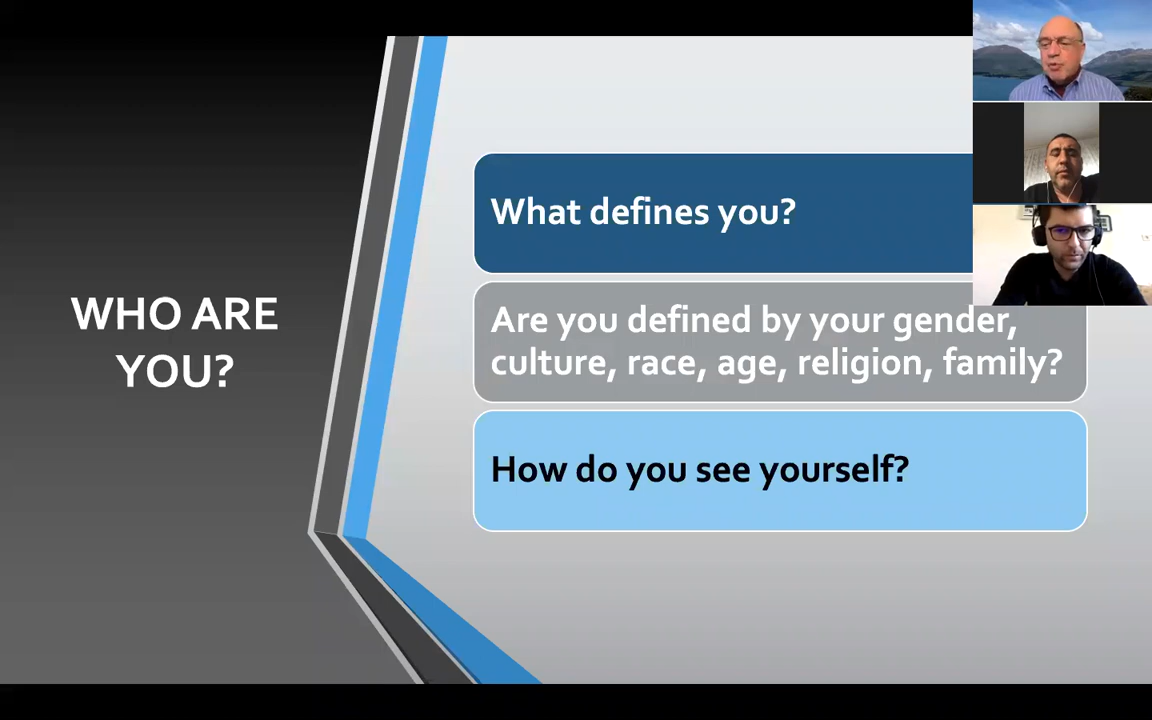 WHO ARE
YOU?
What defines you?
Are you defined by your gender,
culture, race, age, religion, family?
How do you see yourself?